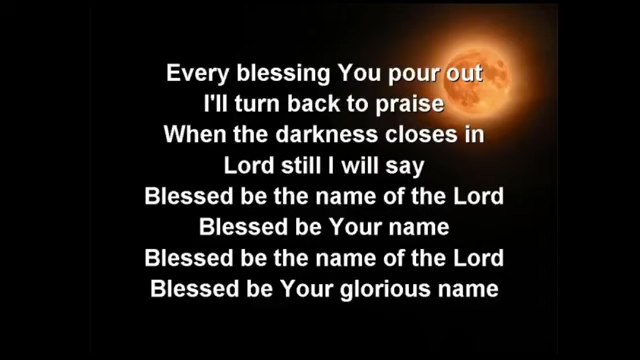 Every blessing You pour out
I'll turn back to praise
When the darkness closes in
Lord still I will say
Blessed be the name of the Lord
Blessed be Your name
Blessed be the name of the Lord
Blessed be Your glorious name